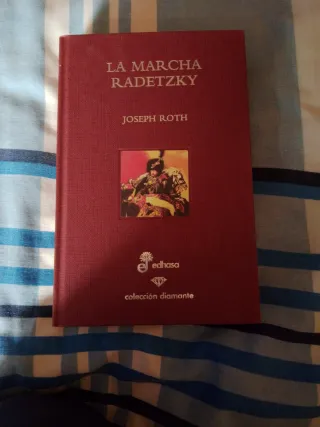 LA MARCHA
RADETZKY
JOSEPH ROTH
edhasa
colección diamante